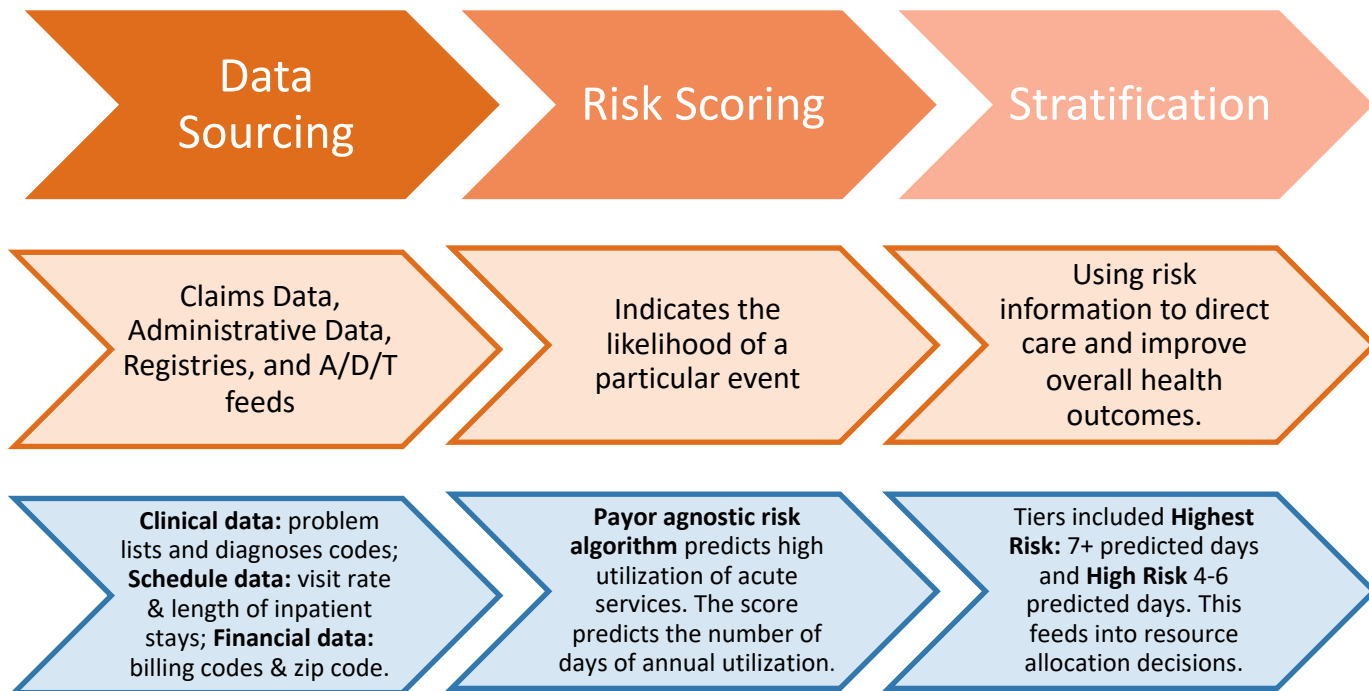 Data
Sourcing
Risk Scoring
Stratification
Claims Data,
Administrative Data,
Registries, and A/D/T
feeds
Indicates the
likelihood of a
particular event
Using risk
information to direct
care and improve
overall health
outcomes.
Clinical data: problem
lists and diagnoses codes;
Schedule data: visit rate
& length of inpatient
stays; Financial data:
billing codes & zip code.
Payor agnostic risk
algorithm predicts high
utilization of acute
services. The score
predicts the number of
days of annual utilization.
Tiers included Highest
Risk: 7+ predicted days
and High Risk 4-6
predicted days. This
feeds into resource
allocation decisions.